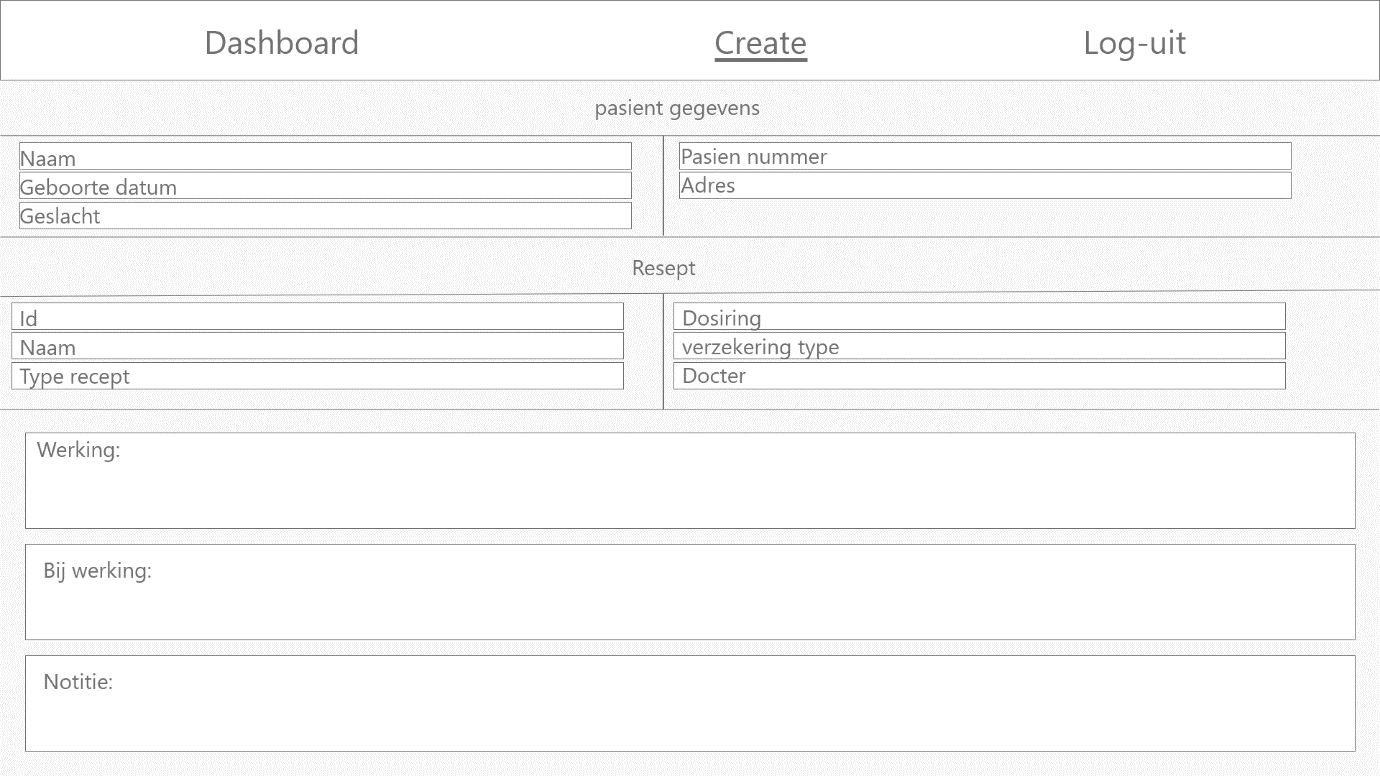 Dashboard Create Log-uit
pasient gegevens
Naam
Geboorte datum
Geslacht
Pasien nummer
Adres
Resept
Id
Naam
Type recept
Dosiring
verzekering type
Docter
Werking:
Bij werking:
Notitie: